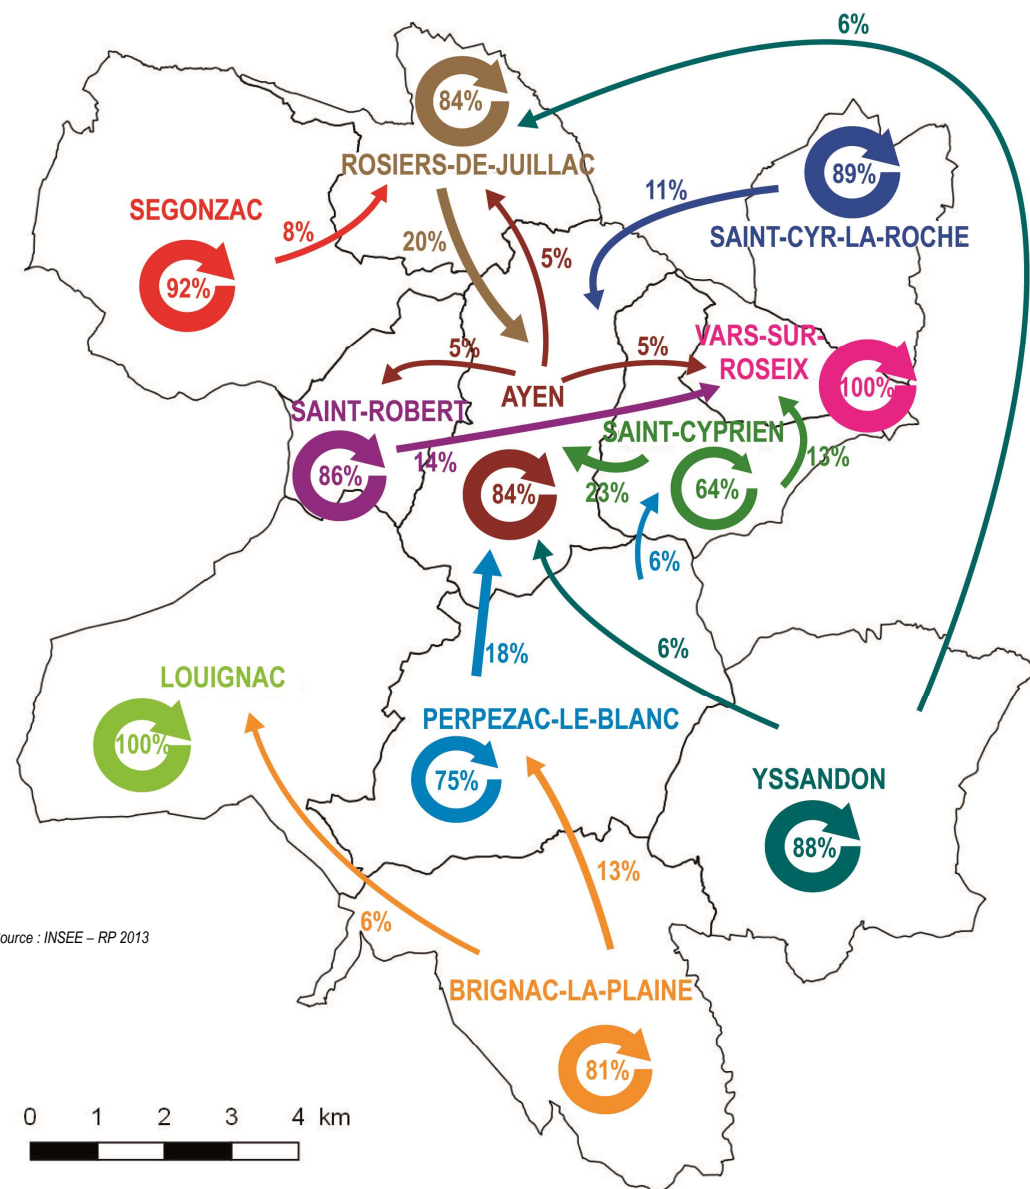 6%
84%
ROSIERS-DE-JUILLAC
89%
11%
SAINT-CYR-LA-ROCHE
SEGONZAC
8%
20%
5%
92%
VARS-SUR-
ROSEIX
100%
5%
5%
AYEN
SAINT-ROBERT
SAINT-CYPRIEN
14%
13%
86%
84%
23%
64%
6%
18%
6%
LOUIGNAC
100%
PERPEZAC-LE-BLANC
75%
YSSANDON
88%
13%
6%
ource : INSEE – RP 2013
BRIGNAC-LA-PLAINE
81%
0 1 2 3 4 km